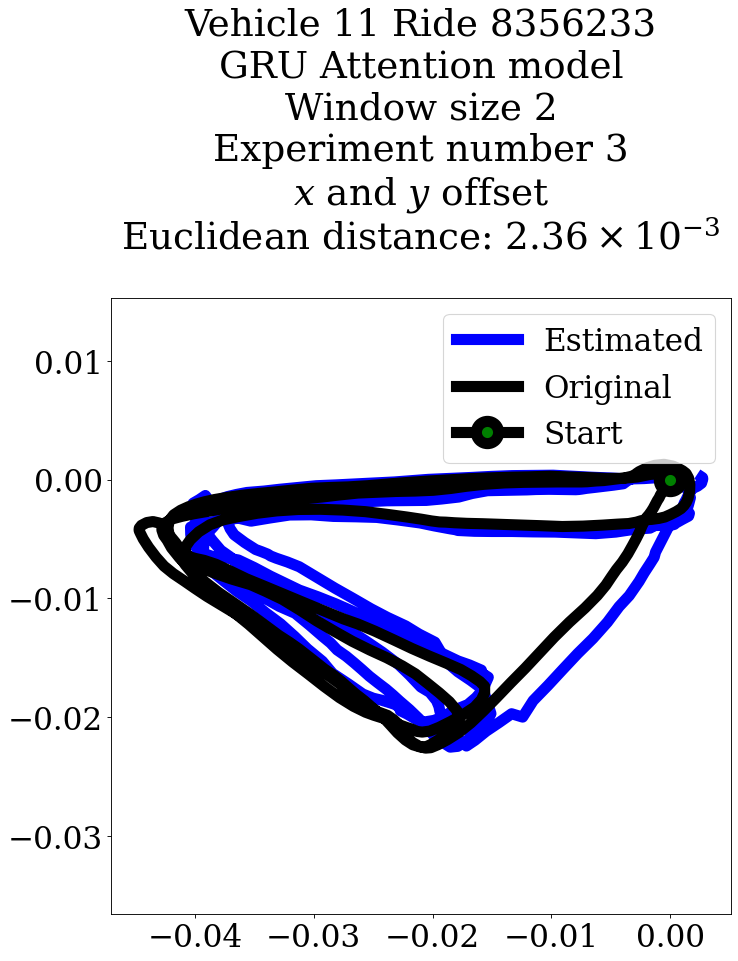 Vehicle 11 Ride 8356233
GRU Attention model
Window size 2
Experiment number 3
x and y offset
Euclidean distance: 2.36 × 10⁻³
Estimated
Original
Start
0.01
0.00
−0.01
−0.02
−0.03
−0.04 −0.03 −0.02 −0.01 0.00